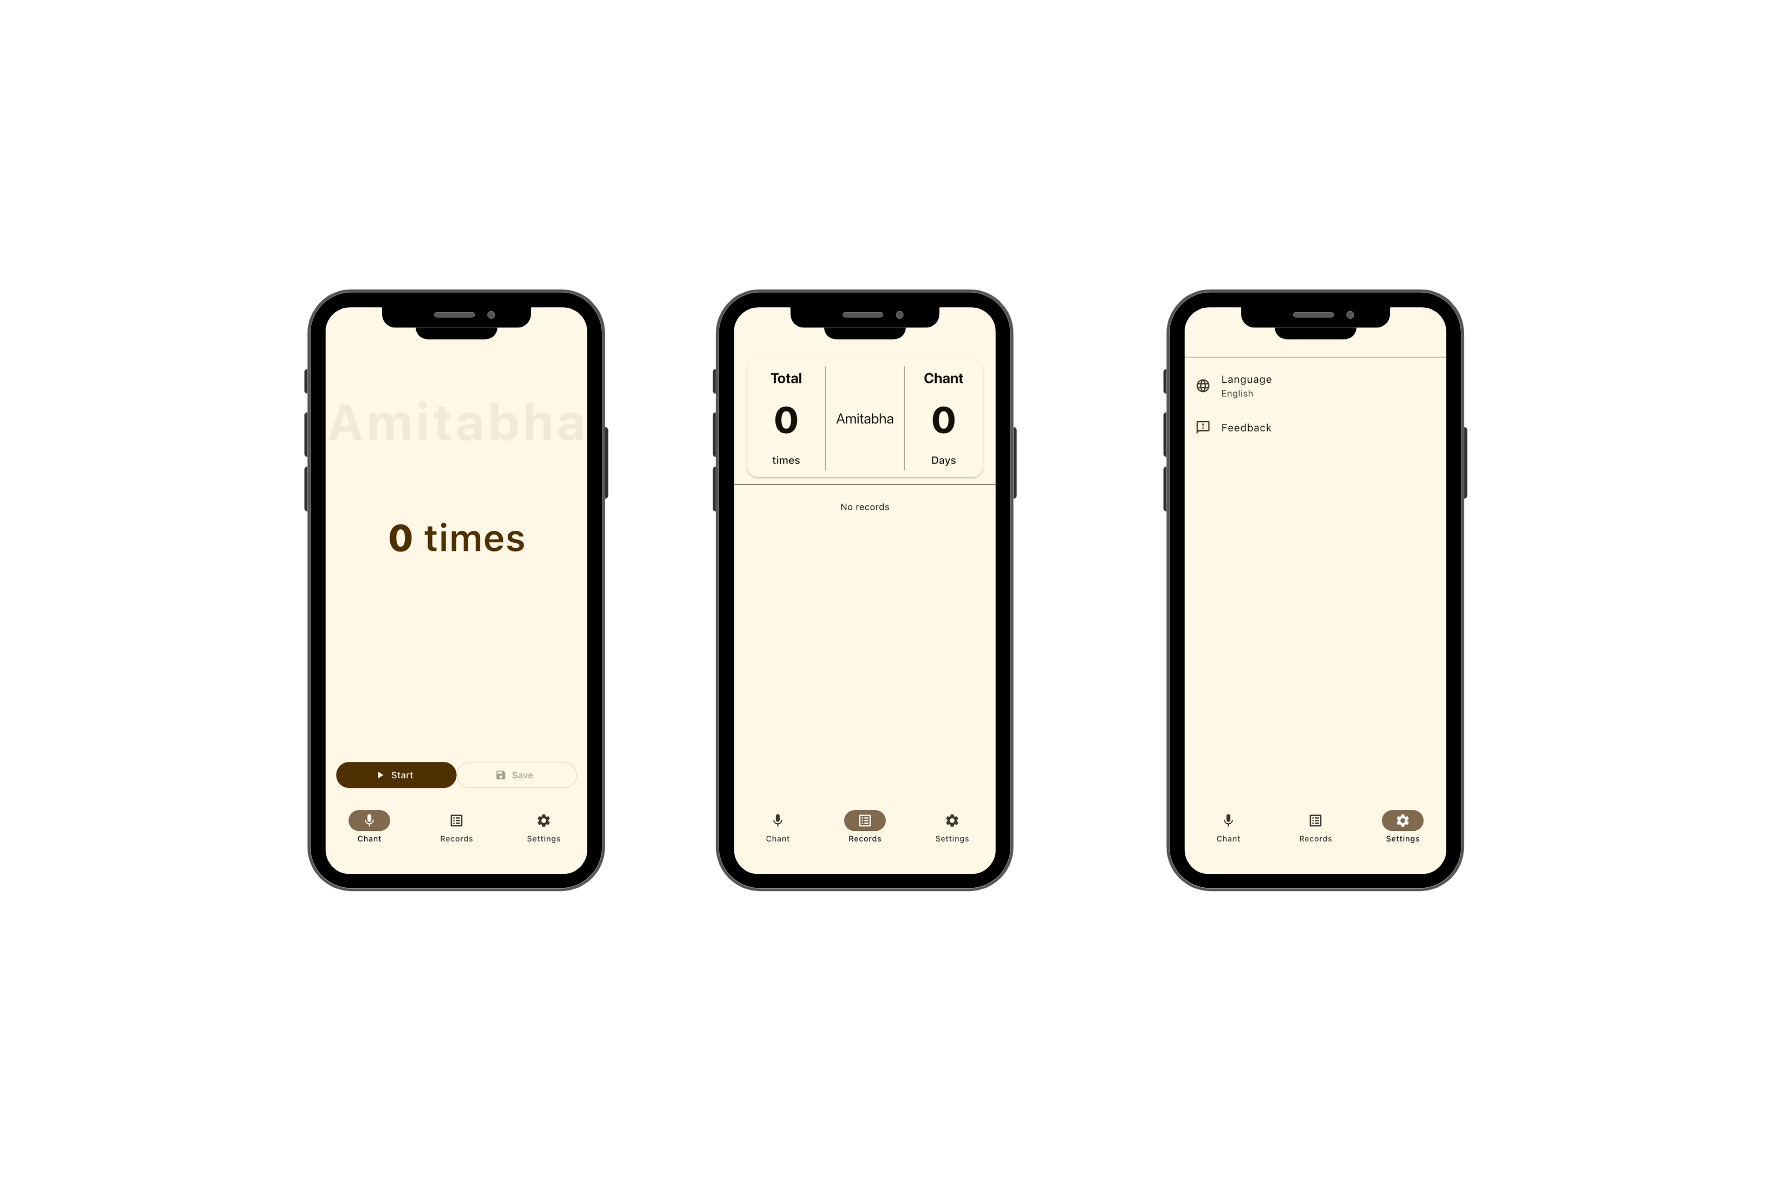 Amitabha
0 times
Start
Save
Chant
Records
Settings
Total
0
times
Amitabha
Chant
0
Days
No records
Chant
Records
Settings
Language
English
Feedback
Chant
Records
Settings